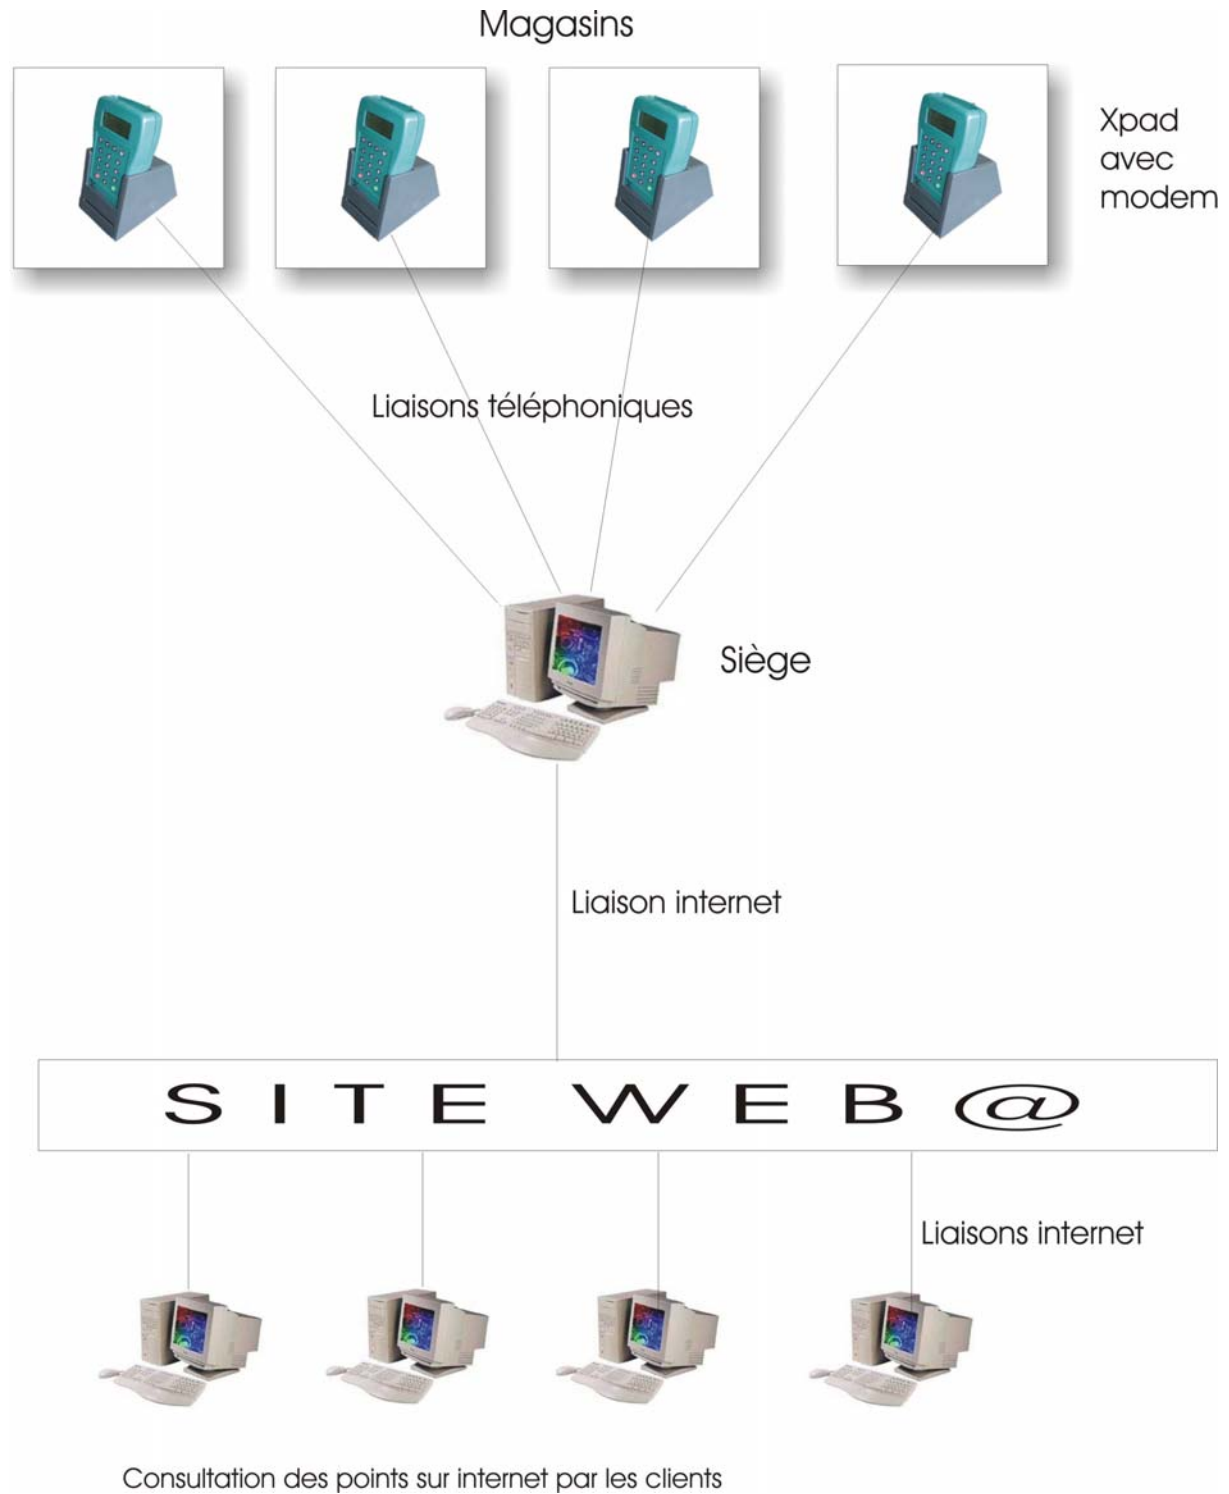 Magasins
Xpad
avec
modem
Liaisons téléphoniques
Siège
Liaison internet
SITE WEB @
Liaisons internet
Consultation des points sur internet par les clients